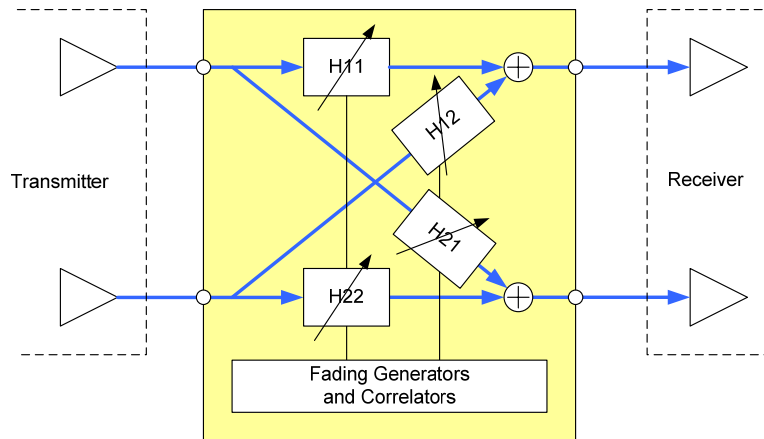 H11
H12
Transmitter
Receiver
H21
H22
Fading Generators
and Correlators